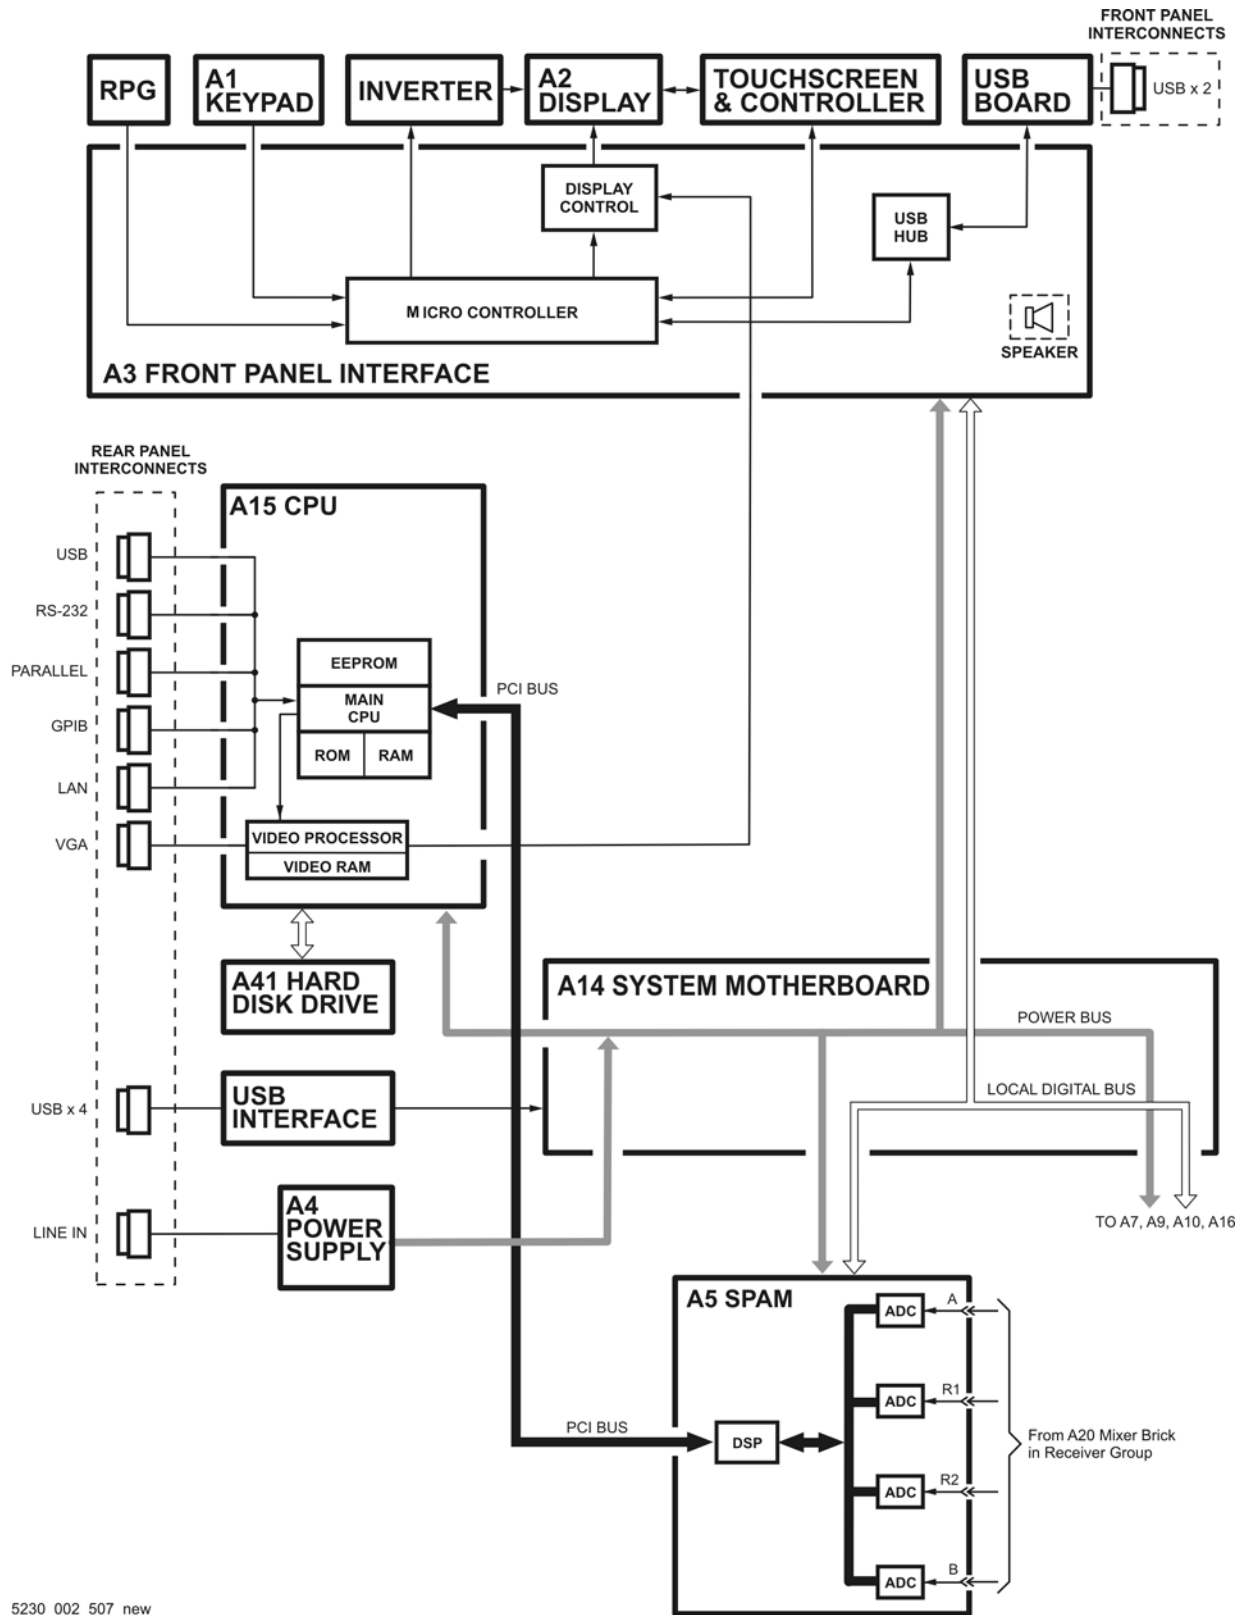 FRONT PANEL
INTERCONNECTS
RPG
A1
KEYPAD
INVERTER
A2
DISPLAY
TOUCHSCREEN
& CONTROLLER
USB
BOARD
USB x 2
DISPLAY
CONTROL
USB
HUB
MICRO CONTROLLER
SPEAKER
A3 FRONT PANEL INTERFACE
REAR PANEL
INTERCONNECTS
A15 CPU
USB
RS-232
PARALLEL
GPIB
LAN
VGA
EEPROM
MAIN
CPU
ROM
RAM
PCI BUS
VIDEO PROCESSOR
VIDEO RAM
A41 HARD
DISK DRIVE
A14 SYSTEM MOTHERBOARD
POWER BUS
LOCAL DIGITAL BUS
USB x 4
USB
INTERFACE
LINE IN
A4
POWER
SUPPLY
TO A7, A9, A10, A16
A5 SPAM
ADC
A
ADC
R1
PCI BUS
DSP
From A20 Mixer Brick
in Receiver Group
ADC
R2
ADC
B
5230 002 507 new